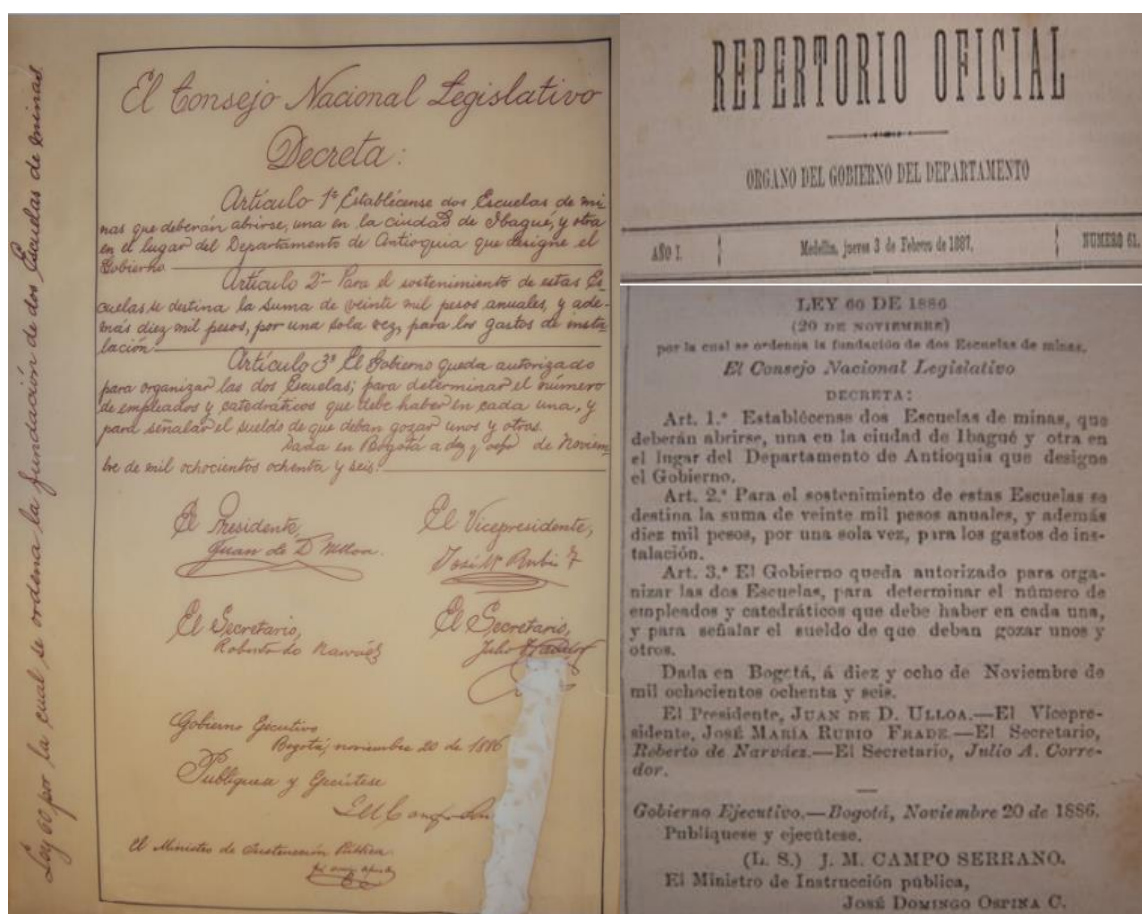 Ley 60 por la cual se ordena la fundación de dos Escuelas de minas.
El Consejo Nacional Legislativo
Decreta:
Artículo 1º Establécense dos Escuelas de mi
nas que deberán abrirse, una en la ciudad de Ibagué, y otra
en el lugar del Departamento de Antioquia que designe el
Gobierno.
Artículo 2º Para el sostenimiento de estas Es
cuelas se destina la suma de veinte mil pesos anuales, y ade-
más diez mil pesos, por una sola vez, para los gastos de insta-
lación.
Artículo 3º El Gobierno queda autorizado
para organizar las dos Escuelas; para determinar el número
de empleados y catedráticos que debe haber en cada una, y
para señalar el sueldo de que deban gozar unos y otros.
Dada en Bogotá a diez y ocho de Noviem
bre de mil ochocientos ochenta y seis.
El Presidente,
Juan de D. Ulloa.
El Vicepresidente,
José Mª Rubio F
El Secretario,
Roberto de Narváez
El Secretario,
Julio
Gobierno Ejecutivo
Bogotá, noviembre 20 de 1886
Publíquese y Ejecútese
El Ministro de Instrucción Pública
REPERTORIO OFICIAL
ORGANO DEL GOBIERNO DEL DEPARTAMENTO
AÑO I. Medellín, jueves 3 de Febrero de 1887. NUMERO 61.
LEY 60 DE 1886
(20 DE NOVIEMBRE)
por la cual se ordena la fundación de dos Escuelas de minas.
El Consejo Nacional Legislativo
DECRETA:
Art. 1.º Establécense dos Escuelas de minas, que
deberán abrirse, una en la ciudad de Ibagué y otra en
el lugar del Departamento de Antioquia que designe
el Gobierno.
Art. 2.º Para el sostenimiento de estas Escuelas se
destina la suma de veinte mil pesos anuales, y además
diez mil pesos, por una sola vez, para los gastos de ins-
talación.
Art. 3.º El Gobierno queda autorizado para orga-
nizar las dos Escuelas, para determinar el número de
empleados y catedráticos que debe haber en cada una,
y para señalar el sueldo de que deban gozar unos y
otros.
Dada en Bogotá, á diez y ocho de Noviembre de
mil ochocientos ochenta y seis.
El Presidente, JUAN DE D. ULLOA.—El Vicepre-
sidente, JOSÉ MARÍA RUBIO FRADE.—El Secretario,
Roberto de Narváez.—El Secretario, Julio A. Corre-
dor.
Gobierno Ejecutivo.—Bogotá, Noviembre 20 de 1886.
Publíquese y ejecútese.
(L. S.) J. M. CAMPO SERRANO.
El Ministro de Instrucción pública,
JOSÉ DOMINGO OSPINA C.